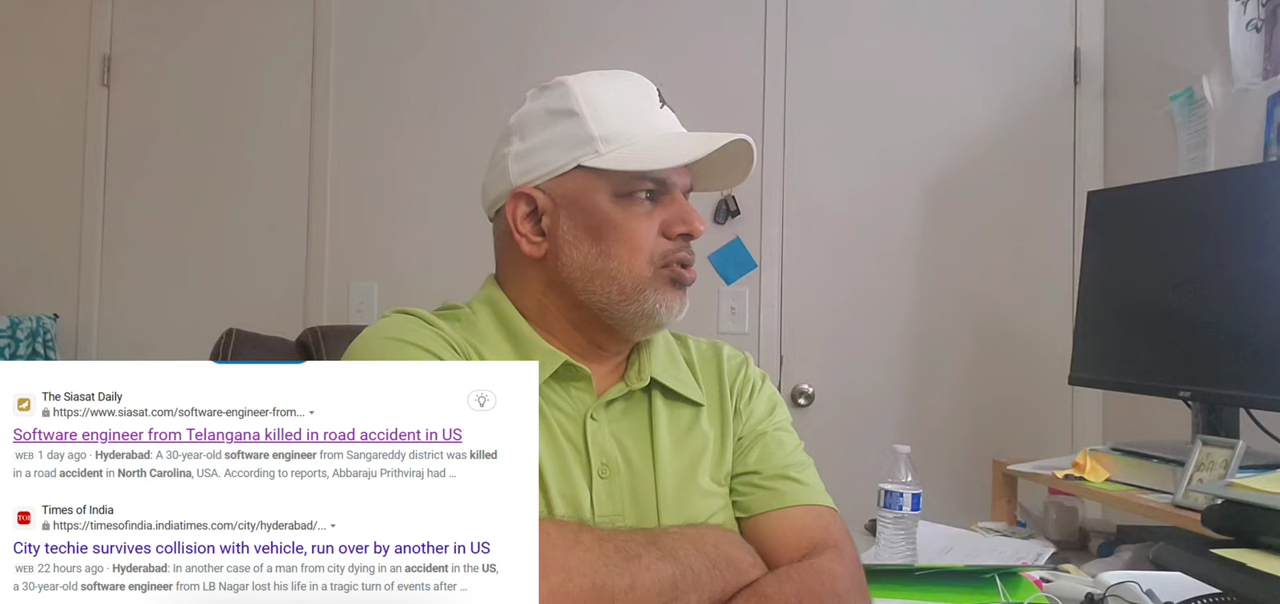 The Siasat Daily
https://www.siasat.com/software-engineer-from...
Software engineer from Telangana killed in road accident in US
WEB 1 day ago · Hyderabad: A 30-year-old software engineer from Sangareddy district was killed
in a road accident in North Carolina, USA. According to reports, Abbaraju Prithviraj had ...
TOI
Times of India
https://timesofindia.indiatimes.com/city/hyderabad/...
City techie survives collision with vehicle, run over by another in US
WEB 22 hours ago · Hyderabad: In another case of a man from city dying in an accident in the US,
a 30-year-old software engineer from LB Nagar lost his life in a tragic turn of events after ...